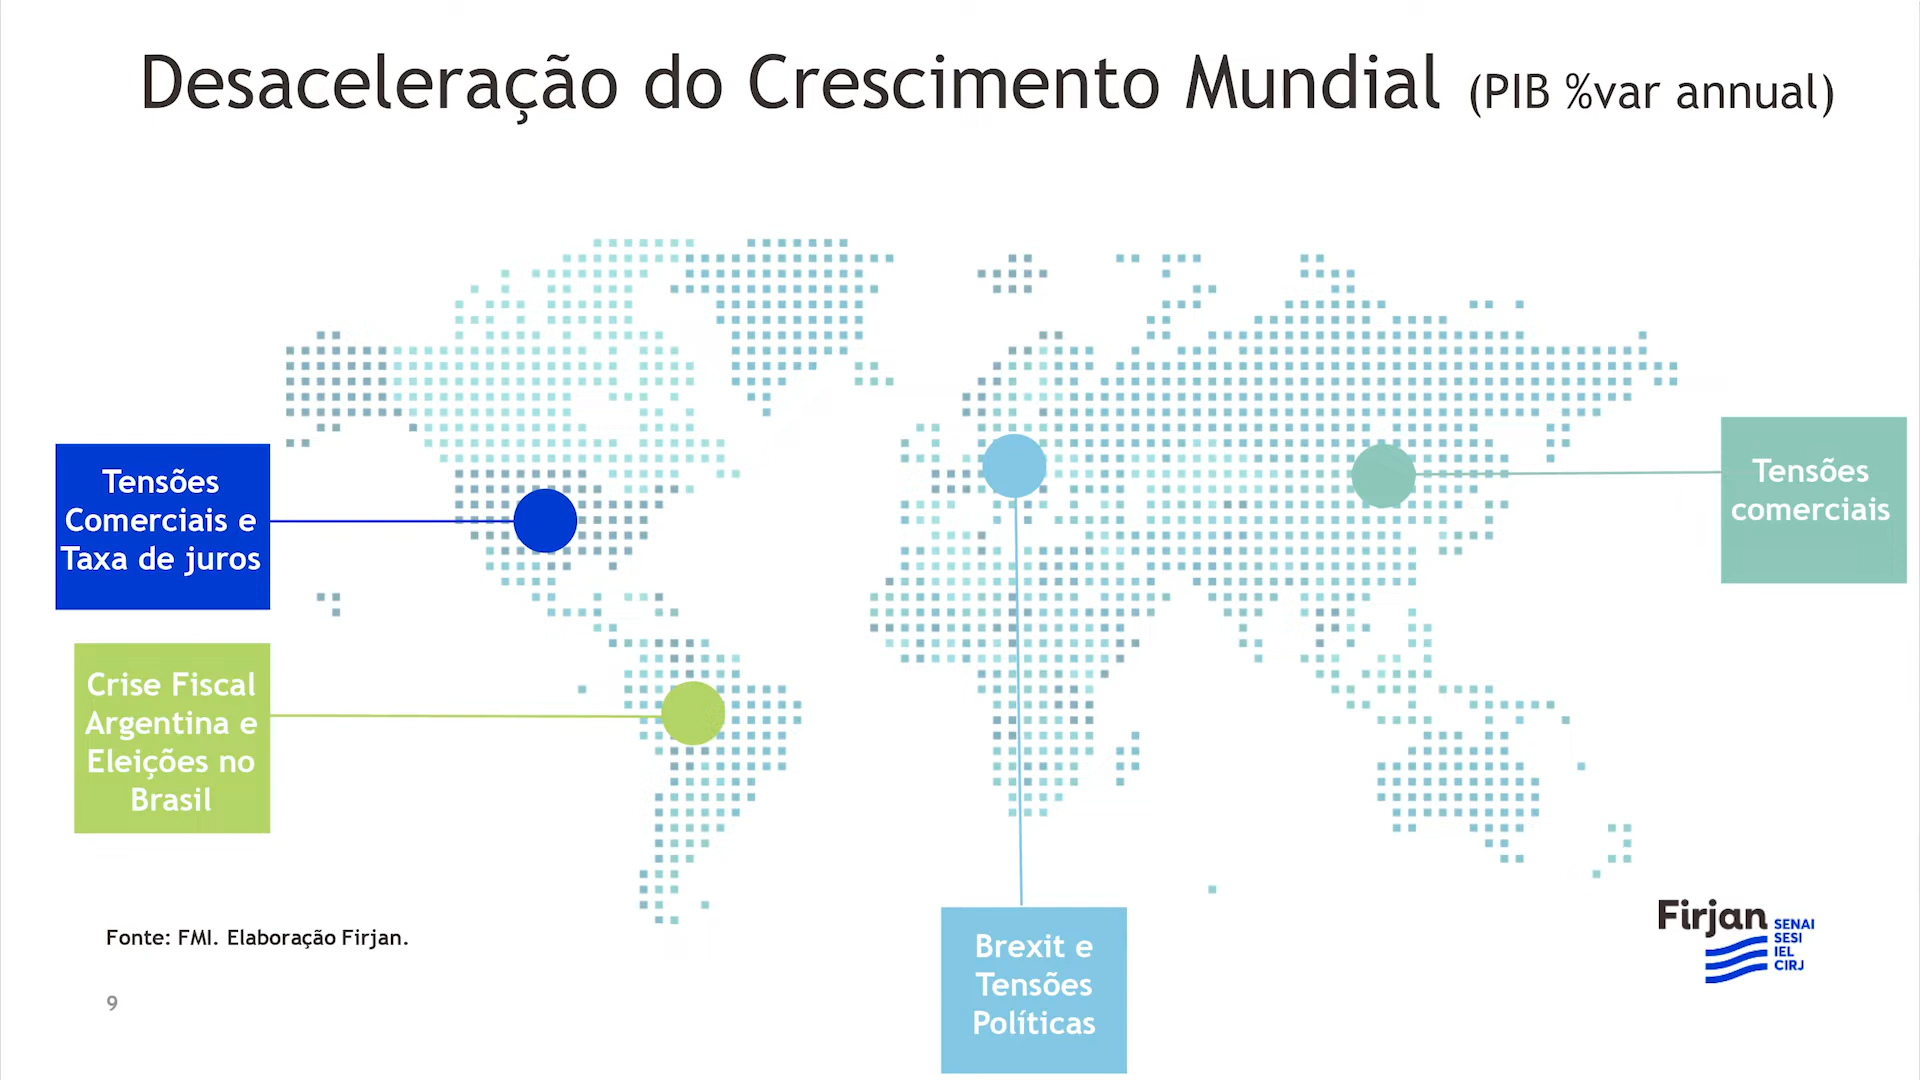 Desaceleração do Crescimento Mundial (PIB %var annual)
Tensões
Comerciais e
Taxa de juros
Tensões
comerciais
Crise Fiscal
Argentina e
Eleições no
Brasil
Brexit e
Tensões
Políticas
Fonte: FMI. Elaboração Firjan.
9
Firjan SENAI
SESI
IEL
CIRJ